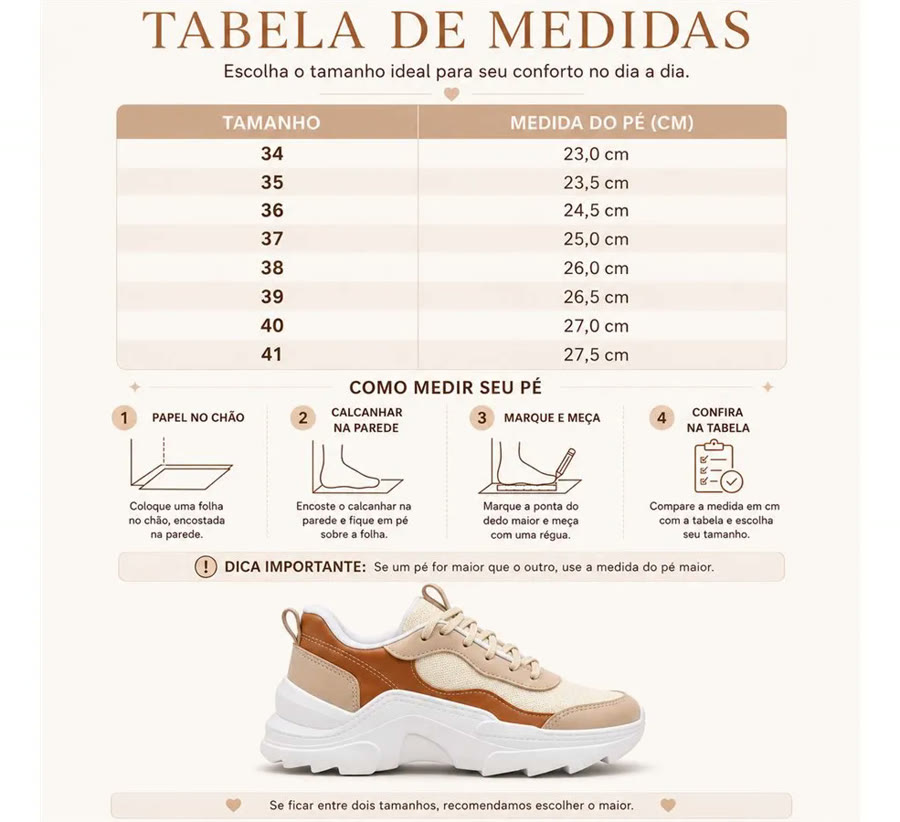 TABELA DE MEDIDAS
Escolha o tamanho ideal para seu conforto no dia a dia.
TAMANHO MEDIDA DO PÉ (CM)
34 23,0 cm
35 23,5 cm
36 24,5 cm
37 25,0 cm
38 26,0 cm
39 26,5 cm
40 27,0 cm
41 27,5 cm
COMO MEDIR SEU PÉ
1 PAPEL NO CHÃO
Coloque uma folha
no chão, encostada
na parede.
2 CALCANHAR
NA PAREDE
Encoste o calcanhar na
parede e fique em pé
sobre a folha.
3 MARQUE E MEÇA
Marque a ponta do
dedo maior e meça
com uma régua.
4 CONFIRA
NA TABELA
Compare a medida em cm
com a tabela e escolha
seu tamanho.
! DICA IMPORTANTE: Se um pé for maior que o outro, use a medida do pé maior.
Se ficar entre dois tamanhos, recomendamos escolher o maior.